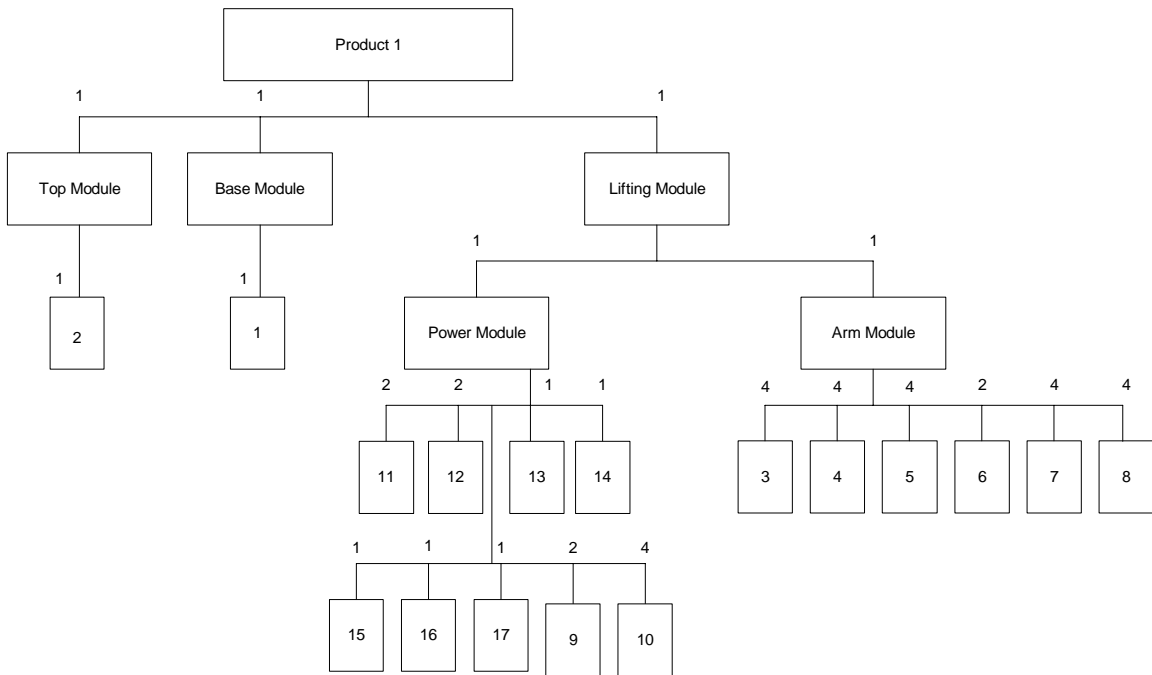 Product 1
1 1 1
Top Module Base Module Lifting Module
1 1 1 1
2 1 Power Module Arm Module
2 2 1 1 4 4 4 2 4 4
11 12 13 14 3 4 5 6 7 8
1 1 1 2 4
15 16 17 9 10